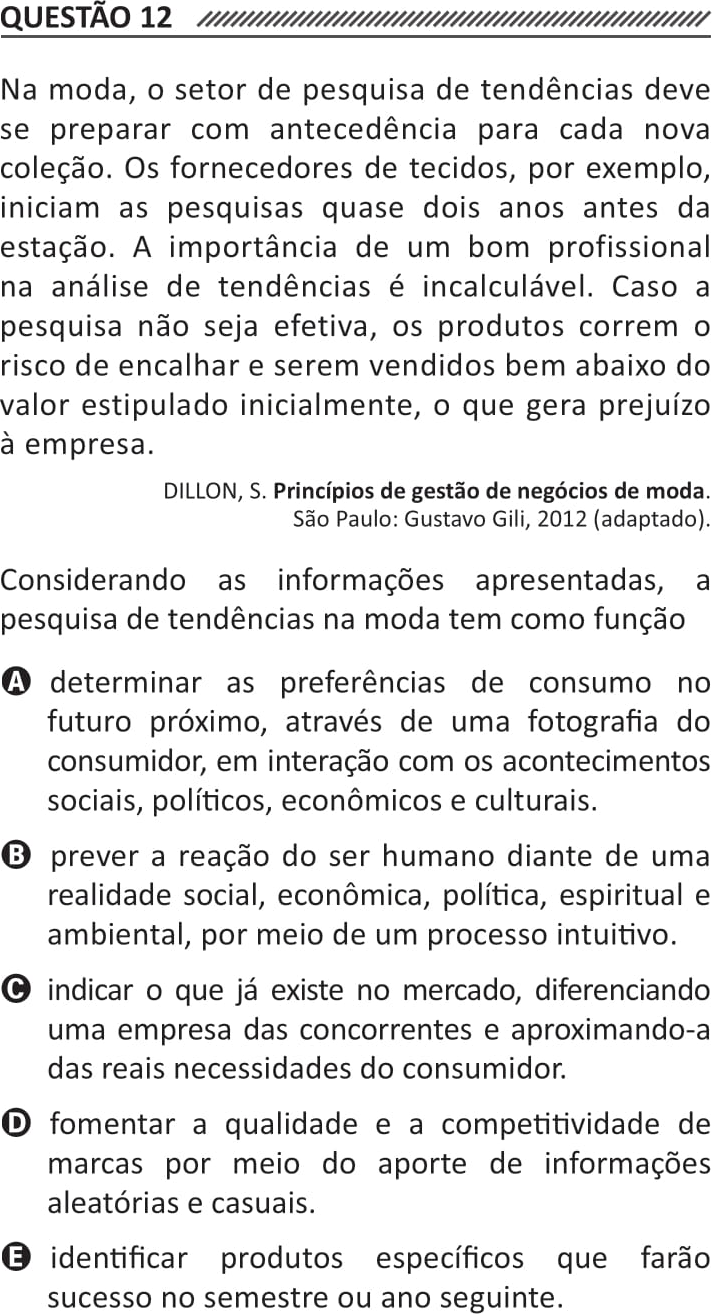 QUESTÃO 12
Na moda, o setor de pesquisa de tendências deve
se preparar com antecedência para cada nova
coleção. Os fornecedores de tecidos, por exemplo,
iniciam as pesquisas quase dois anos antes da
estação. A importância de um bom profissional
na análise de tendências é incalculável. Caso a
pesquisa não seja efetiva, os produtos correm o
risco de encalhar e serem vendidos bem abaixo do
valor estipulado inicialmente, o que gera prejuízo
à empresa.
DILLON, S. Princípios de gestão de negócios de moda.
São Paulo: Gustavo Gili, 2012 (adaptado).
Considerando as informações apresentadas, a
pesquisa de tendências na moda tem como função
A determinar as preferências de consumo no
futuro próximo, através de uma fotografia do
consumidor, em interação com os acontecimentos
sociais, políticos, econômicos e culturais.
B prever a reação do ser humano diante de uma
realidade social, econômica, política, espiritual e
ambiental, por meio de um processo intuitivo.
C indicar o que já existe no mercado, diferenciando
uma empresa das concorrentes e aproximando-a
das reais necessidades do consumidor.
D fomentar a qualidade e a competitividade de
marcas por meio do aporte de informações
aleatórias e casuais.
E identificar produtos específicos que farão
sucesso no semestre ou ano seguinte.